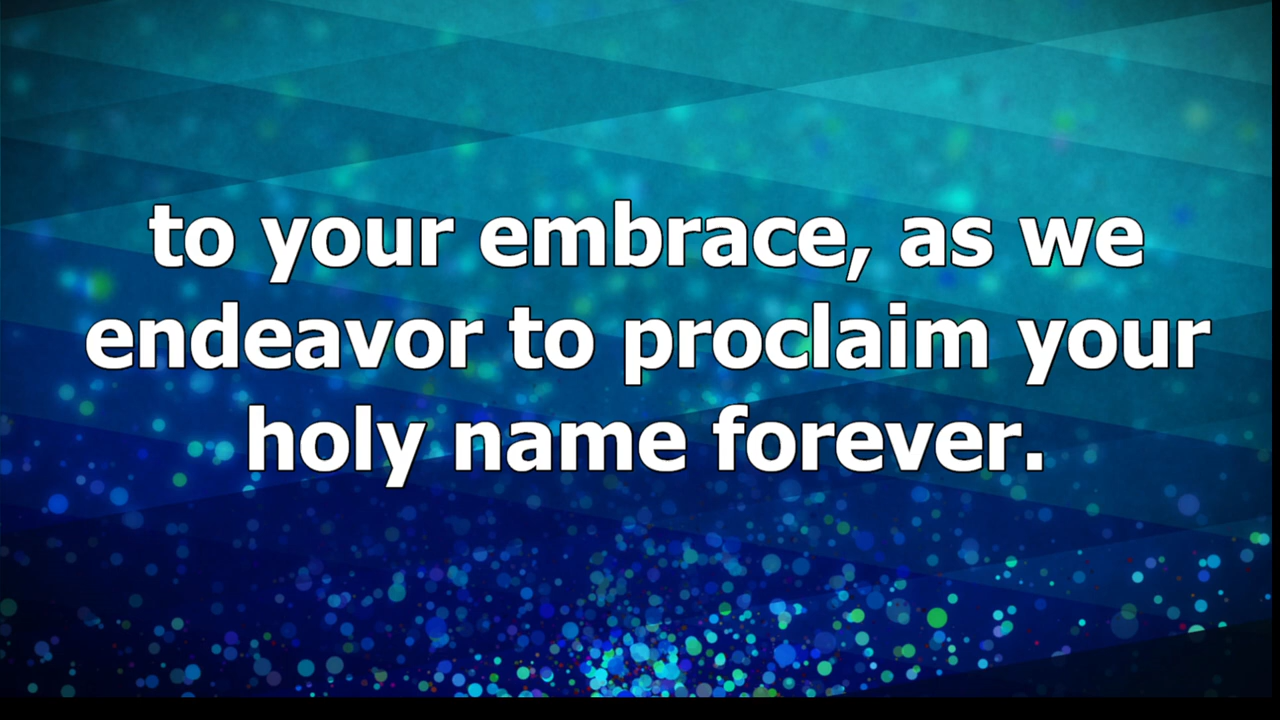 to your embrace, as we
endeavor to proclaim your
holy name forever.